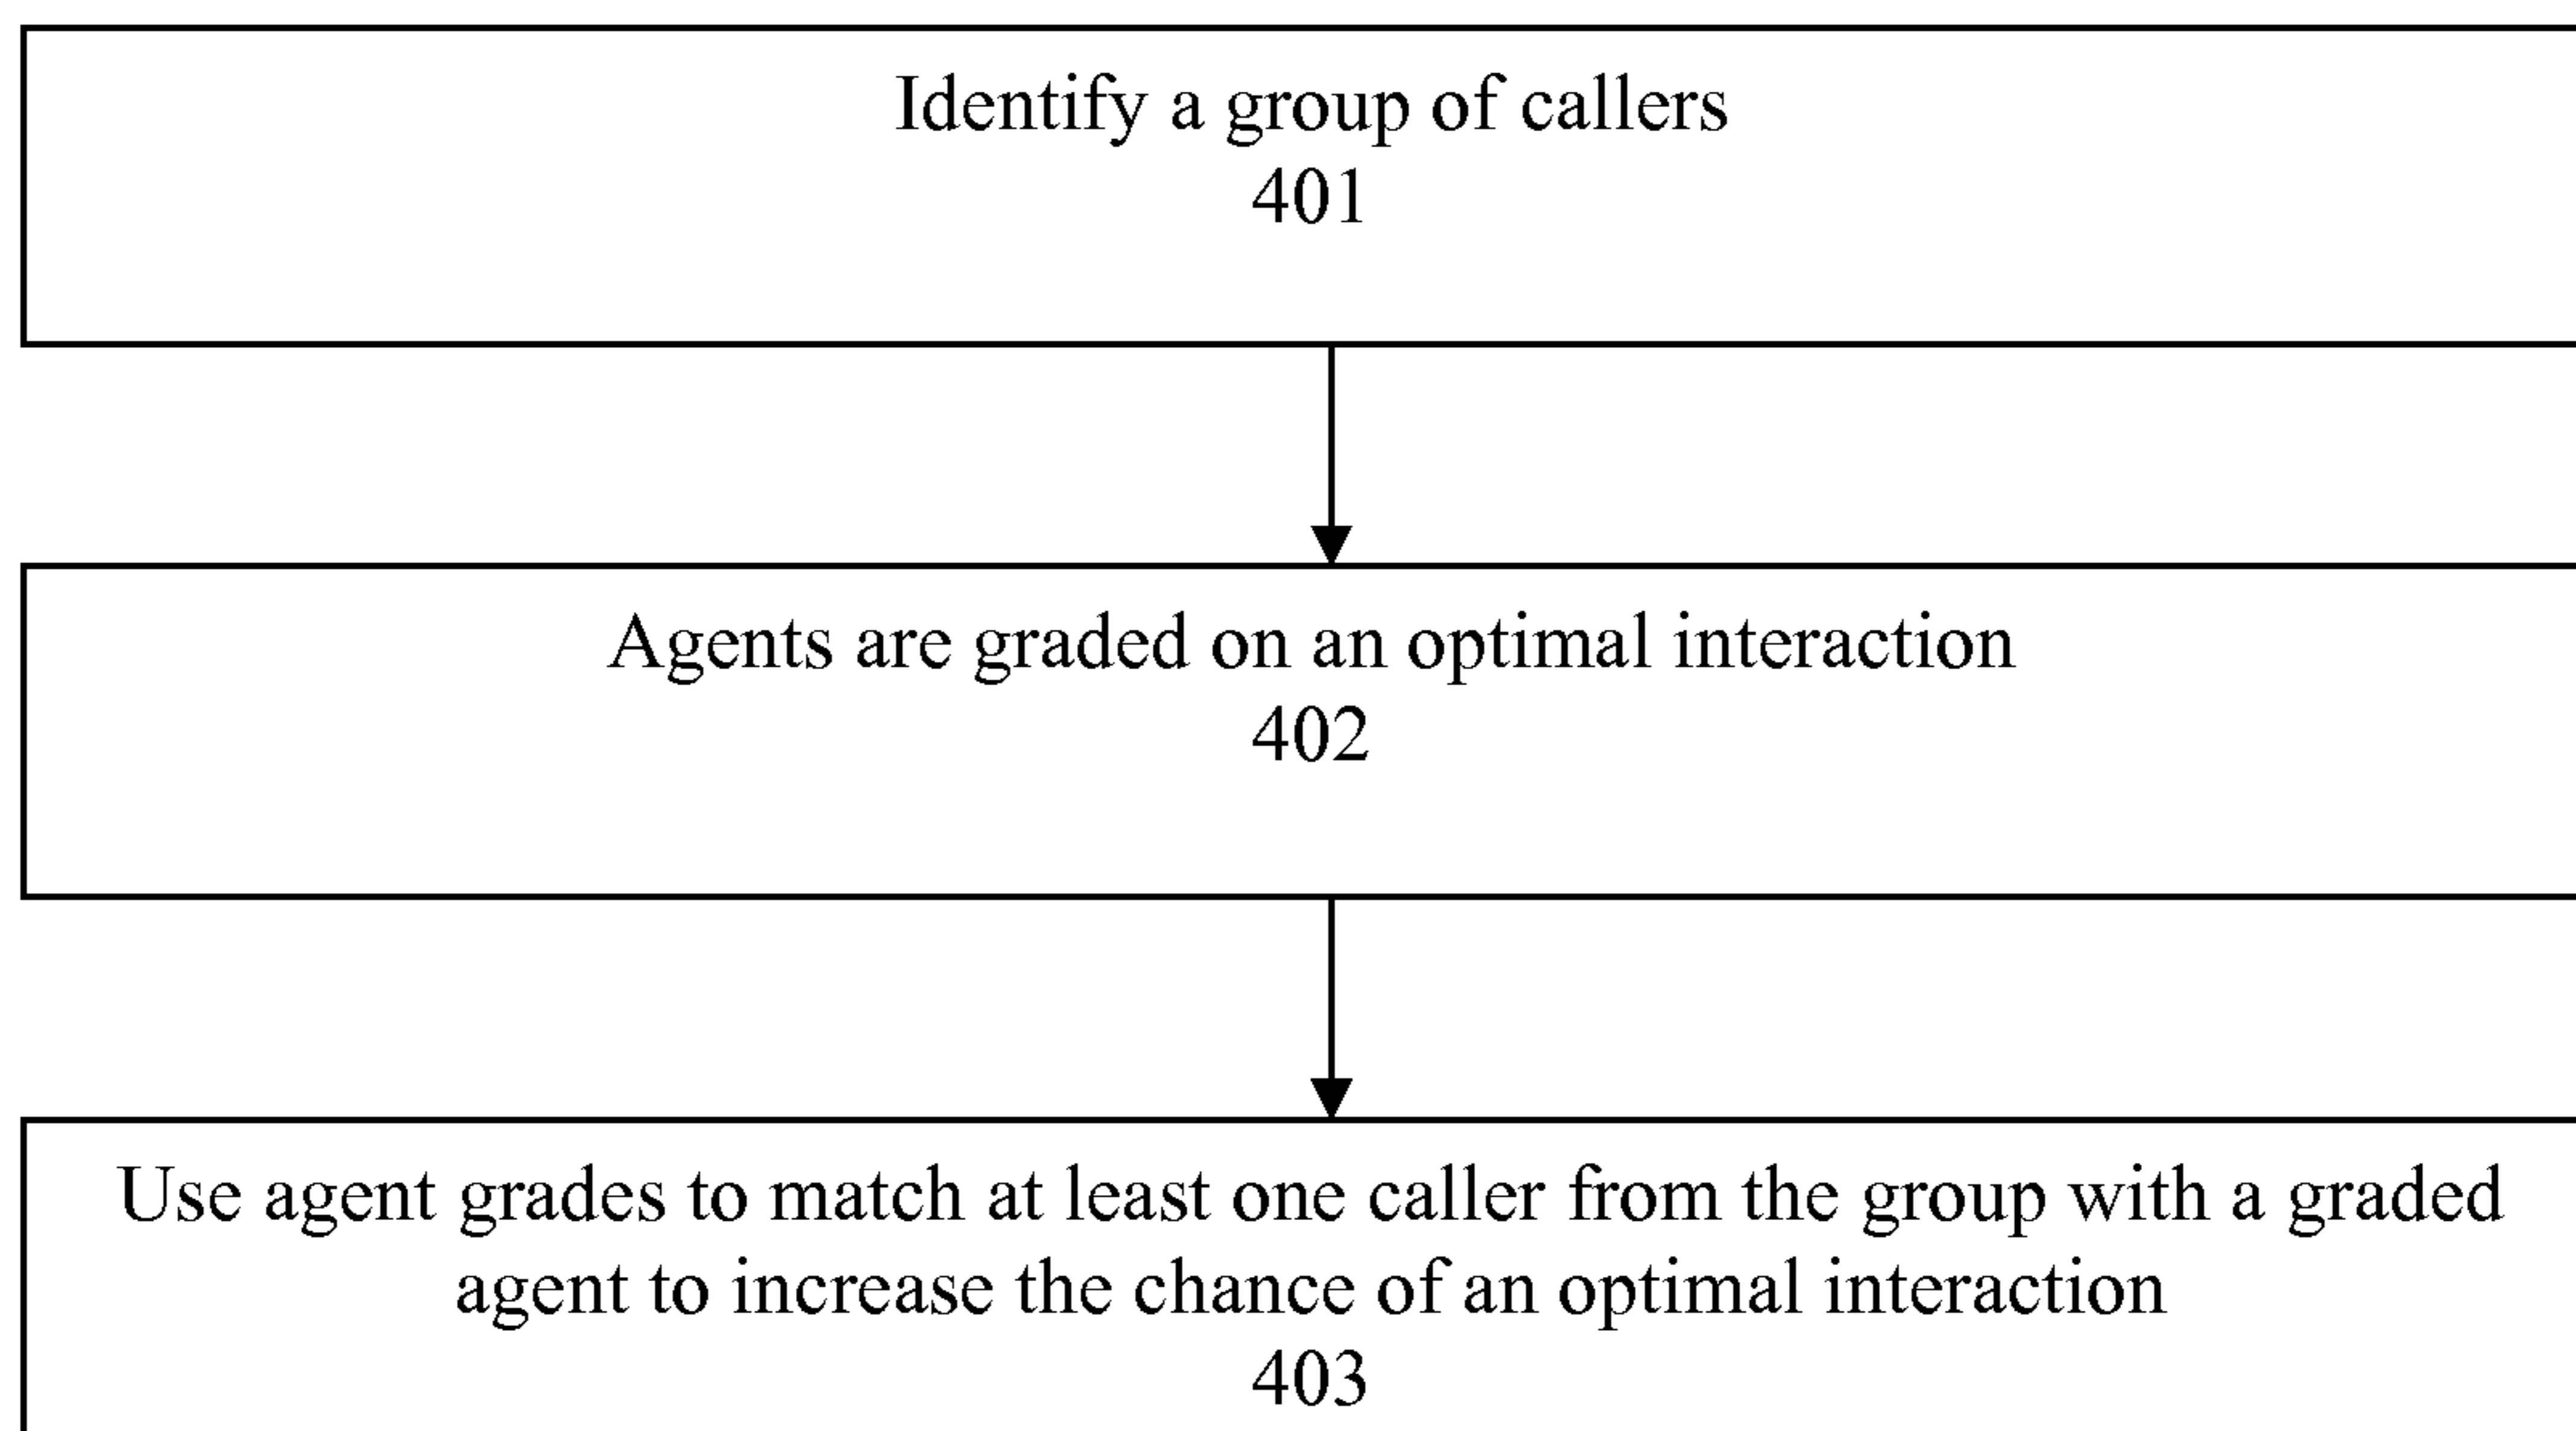 Identify a group of callers
401
Agents are graded on an optimal interaction
402
Use agent grades to match at least one caller from the group with a graded
agent to increase the chance of an optimal interaction
403